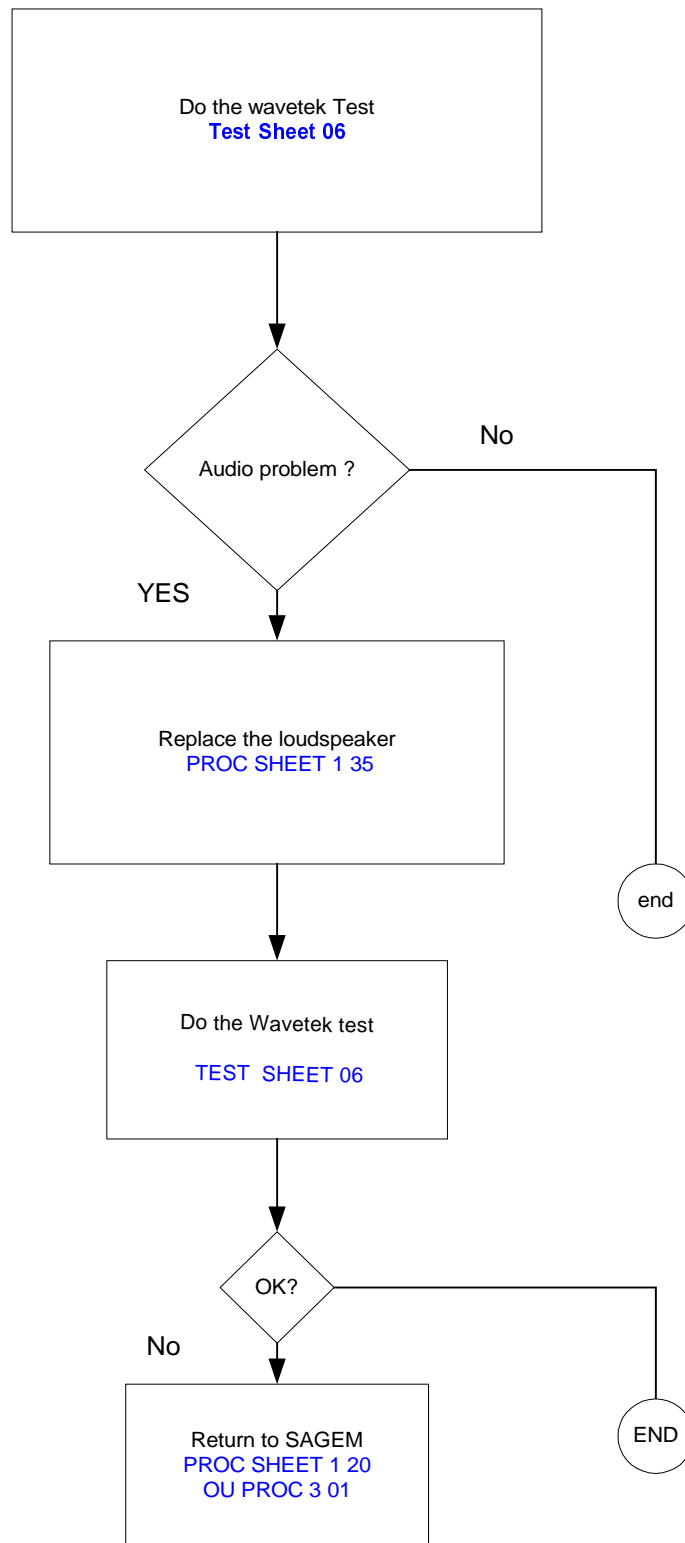 Do the wavetek Test
Test Sheet 06
Audio problem ?
No
YES
Replace the loudspeaker
PROC SHEET 1 35
end
Do the Wavetek test
TEST SHEET 06
OK?
No
Return to SAGEM
PROC SHEET 1 20
OU PROC 3 01
END